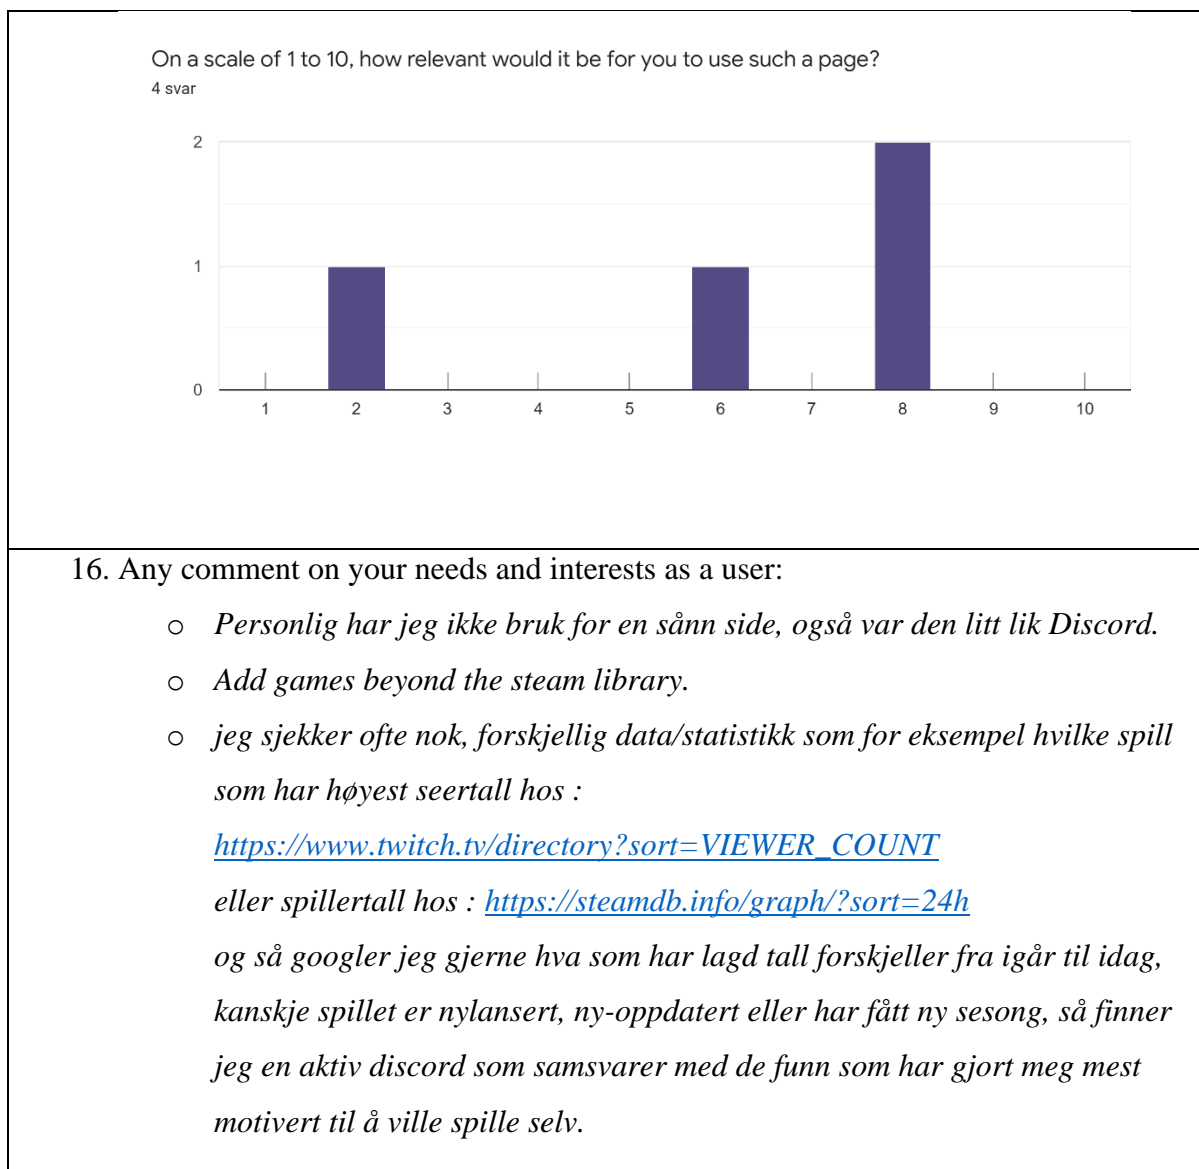 On a scale of 1 to 10, how relevant would it be for you to use such a page?
4 svar
2
1
0
1 2 3 4 5 6 7 8 9 10
16. Any comment on your needs and interests as a user:
o Personlig har jeg ikke bruk for en sånn side, også var den litt lik Discord.
o Add games beyond the steam library.
o jeg sjekker ofte nok, forskjellig data/statistikk som for eksempel hvilke spill
som har høyest seertall hos :
https://www.twitch.tv/directory?sort=VIEWER_COUNT
eller spillertall hos : https://steamdb.info/graph/?sort=24h
og så googler jeg gjerne hva som har lagd tall forskjeller fra igår til idag,
kanskje spillet er nylansert, ny-oppdatert eller har fått ny sesong, så finner
jeg en aktiv discord som samsvarer med de funn som har gjort meg mest
motivert til å ville spille selv.